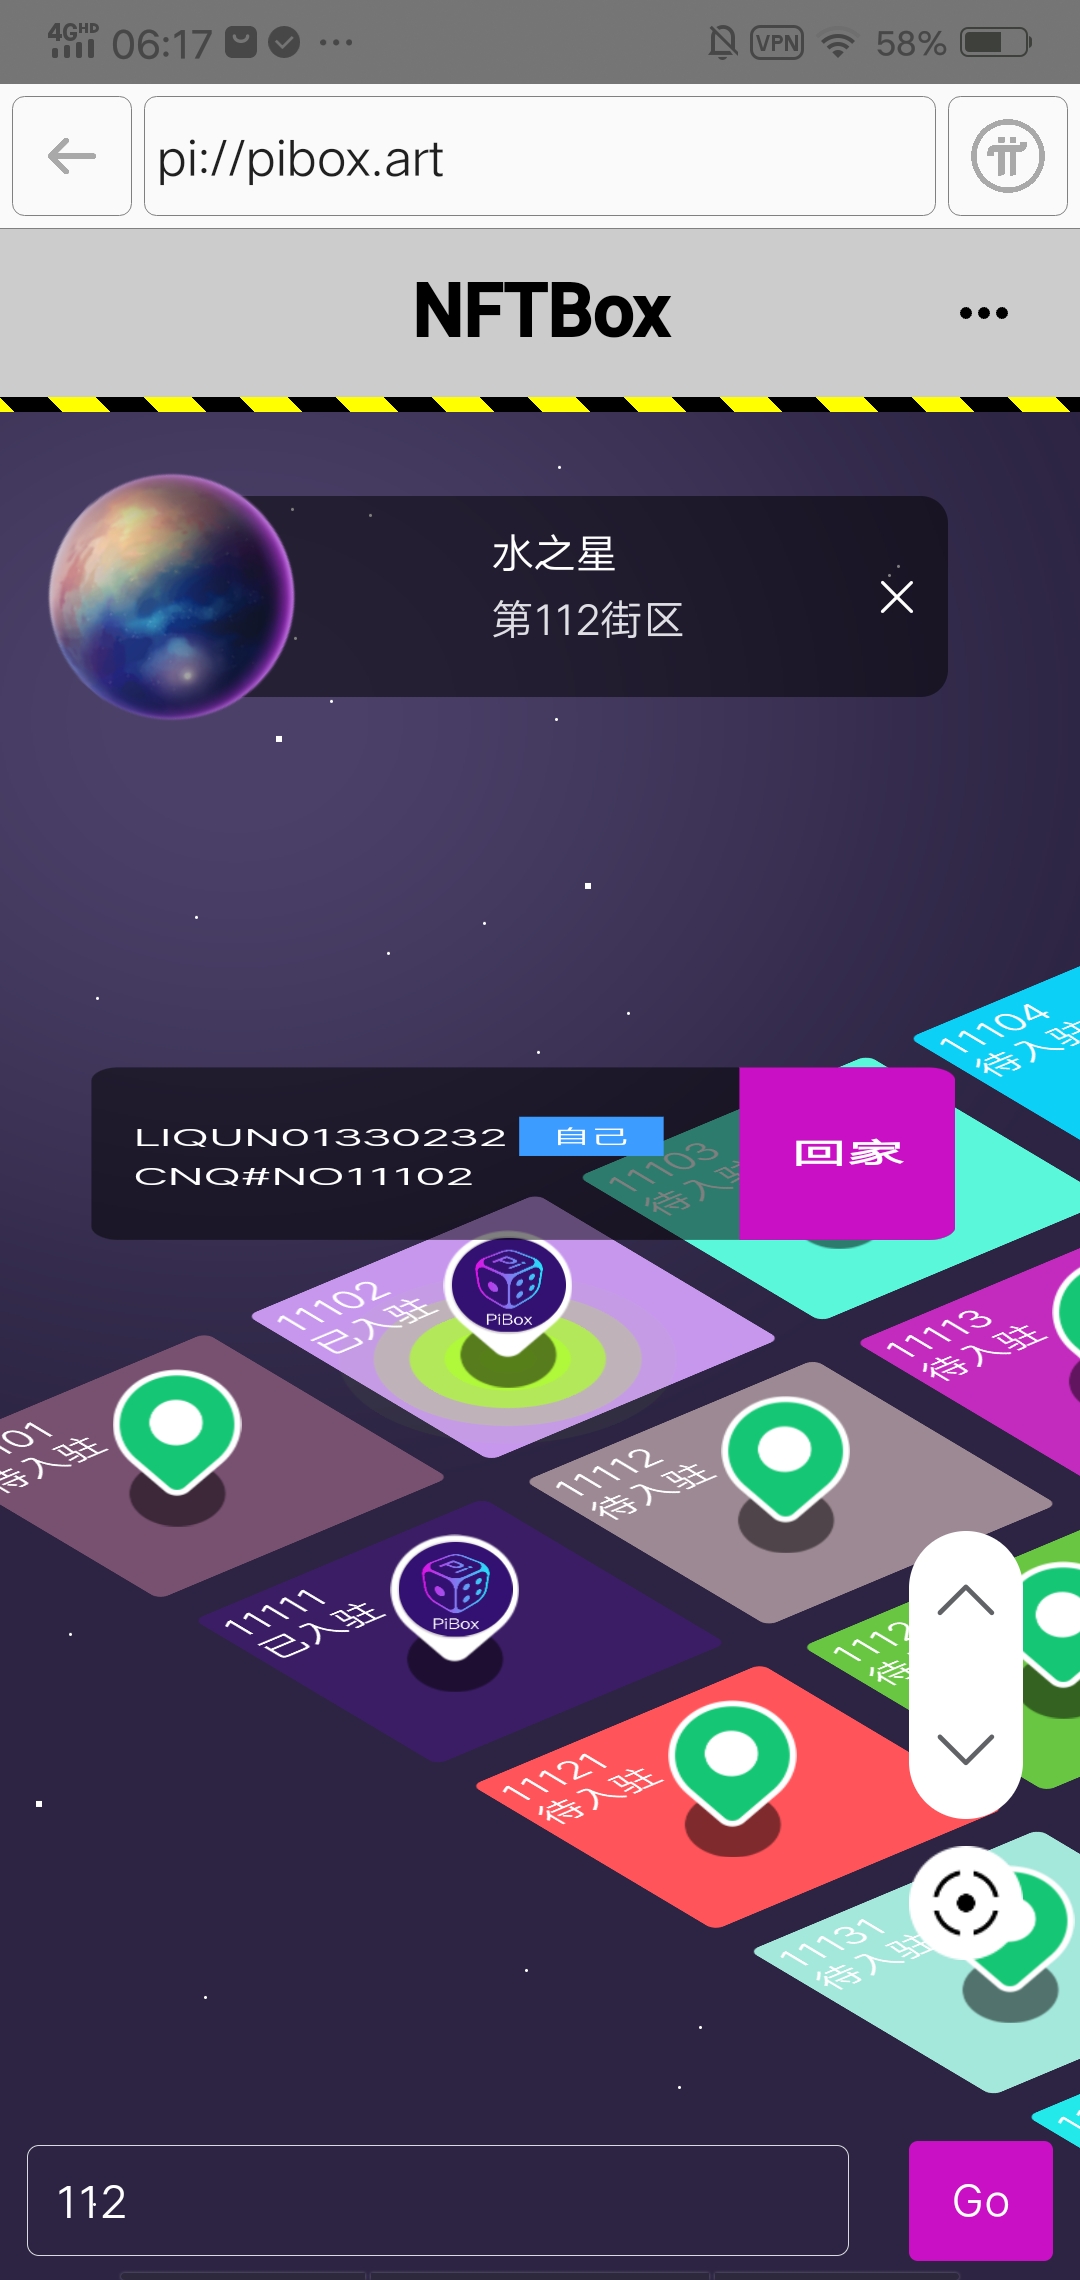 4G HD 06:17 VPN 58%
pi://pibox.art
NFTBox
水之星
第112街区
11104
待入驻
LIQUN01330232 自己
CNQ#NO11102
回家
11103
待入驻
11102
已入驻
PiBox
11113
待入驻
101
待入驻
11112
待入驻
11111
已入驻
PiBox
1112
待
11121
待入驻
11131
待入驻
112
Go